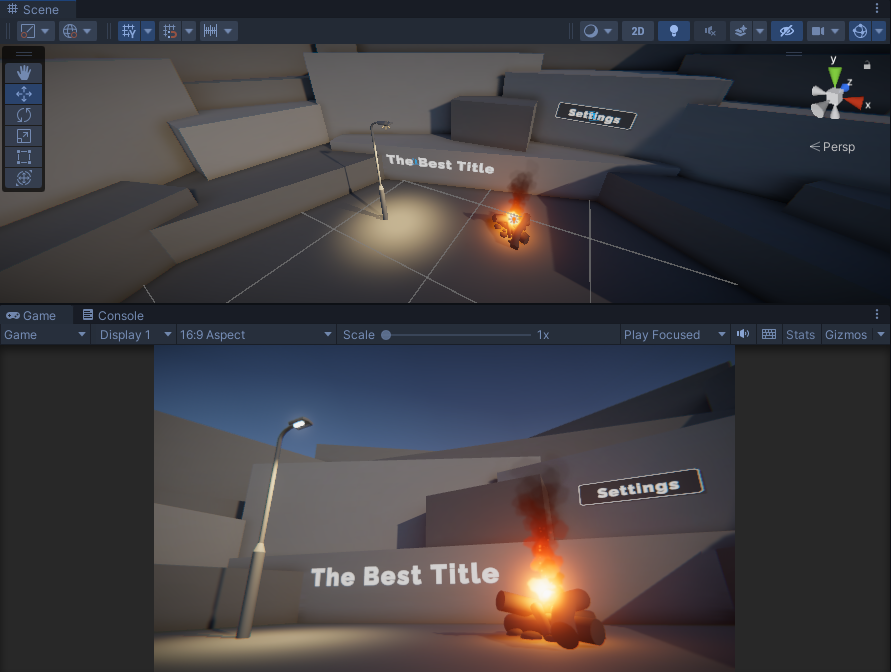 Scene
2D
y
z
x
Persp
Settings
The Best Title
Game
Console
Game
Display 1
16:9 Aspect
Scale
1x
Play Focused
Stats
Gizmos
Settings
The Best Title